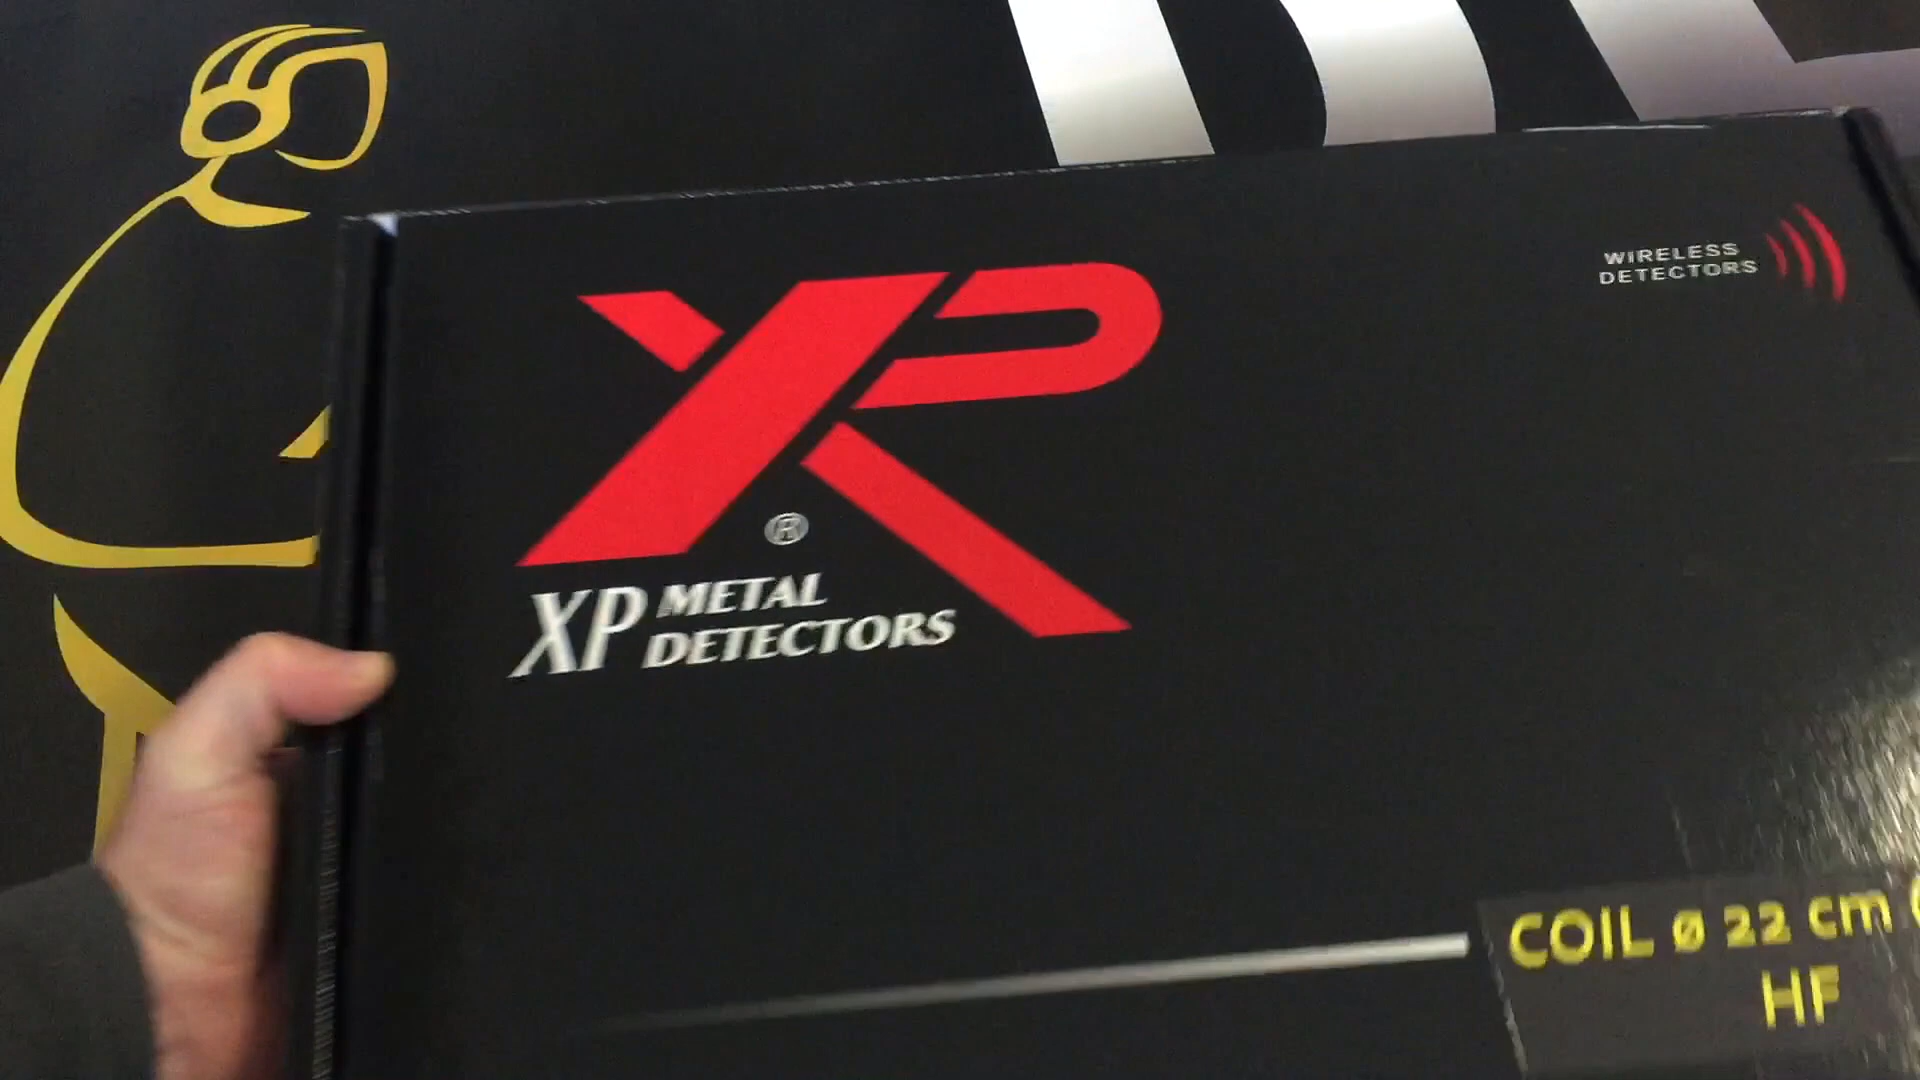 WIRELESS
DETECTORS
XP
®
XP METAL
DETECTORS
COIL ø 22 cm
HF